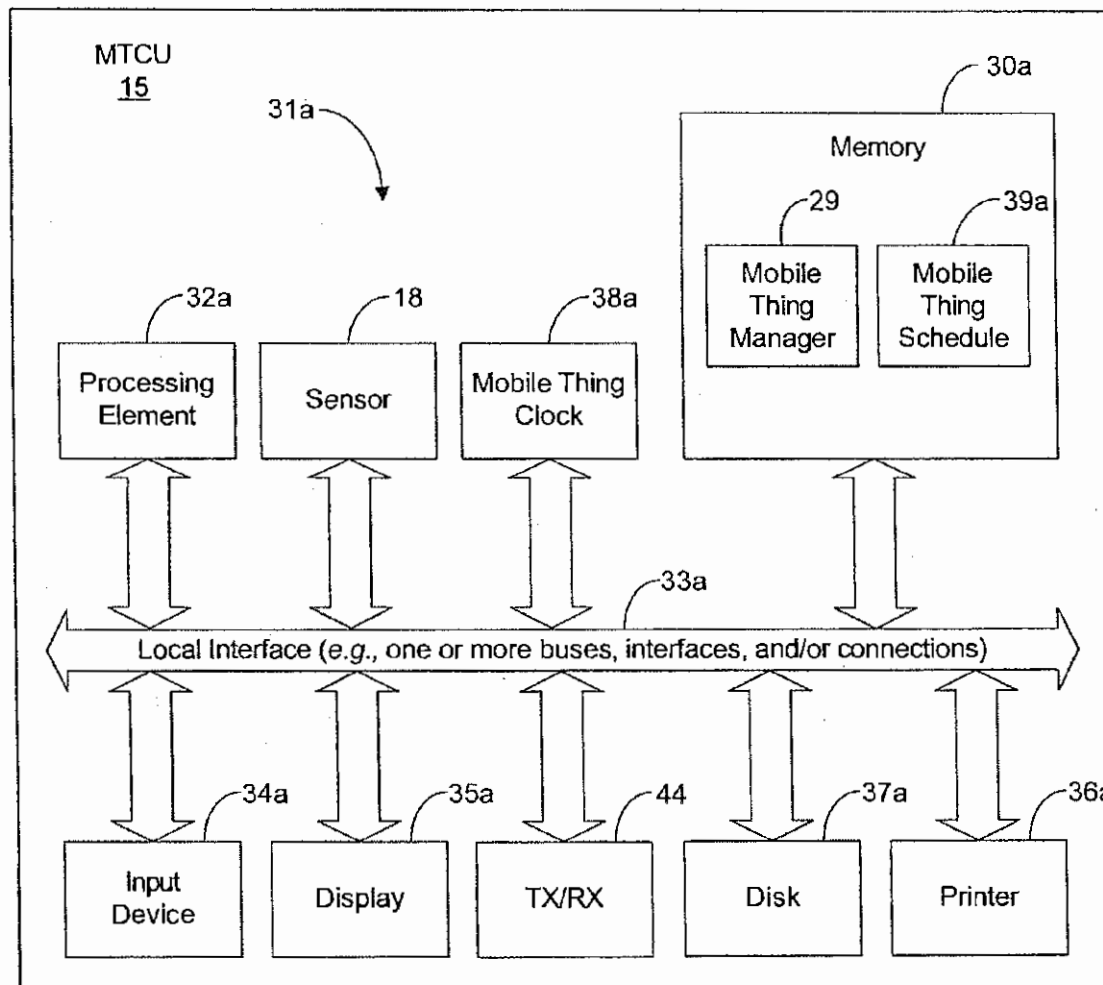 MTCU
15
31a
30a
Memory
29
39a
Mobile
Thing
Manager
Mobile
Thing
Schedule
32a
18
38a
Processing
Element
Sensor
Mobile Thing
Clock
33a
Local Interface (e.g., one or more buses, interfaces, and/or connections)
34a
35a
44
37a
36a
Input
Device
Display
TX/RX
Disk
Printer